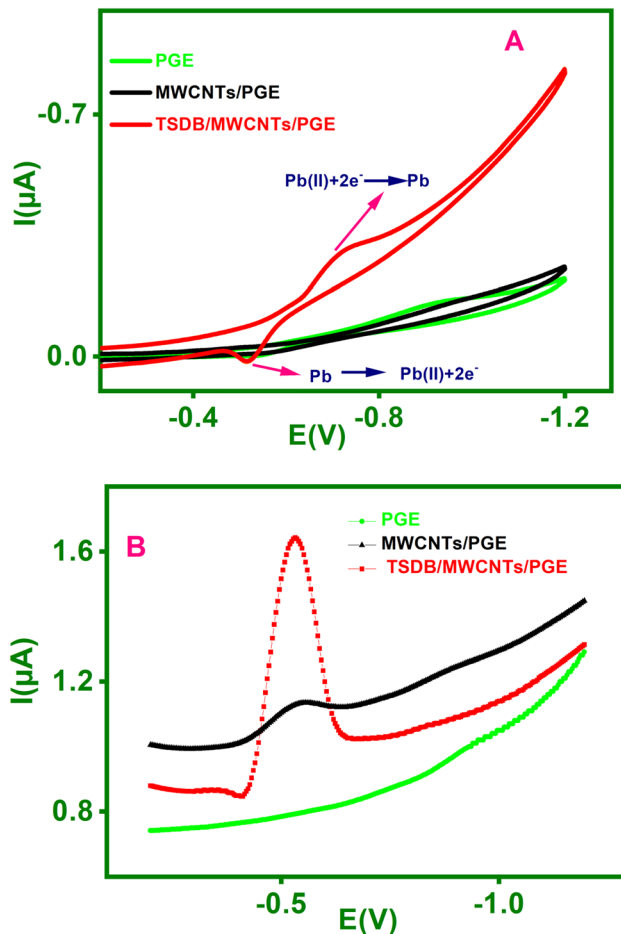 A
PGE
MWCNTs/PGE
TSDB/MWCNTs/PGE
-0.7
Pb(II)+2e⁻ Pb
I(µA)
0.0
Pb Pb(II)+2e⁻
-0.4 -0.8 -1.2
E(V)
B
PGE
MWCNTs/PGE
TSDB/MWCNTs/PGE
1.6
I(µA)
1.2
0.8
-0.5 -1.0
E(V)